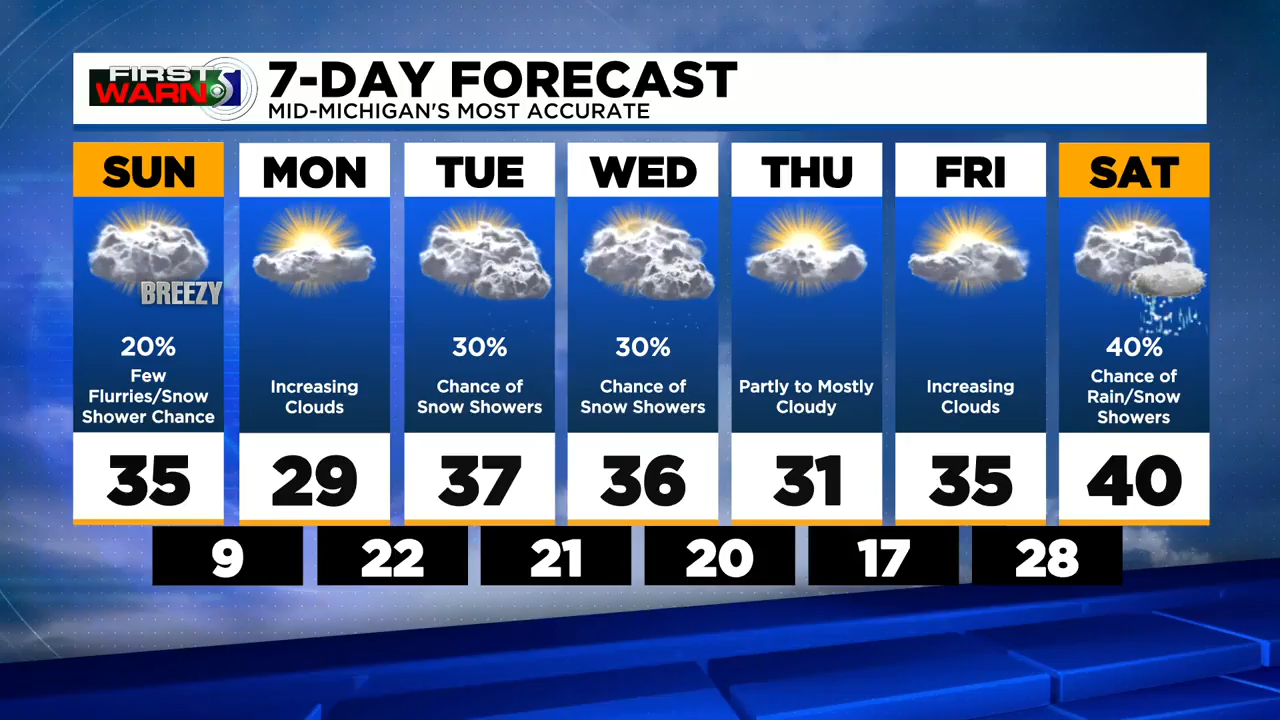 FIRST
WARN 5
7-DAY FORECAST
MID-MICHIGAN'S MOST ACCURATE
SUN
BREEZY
20%
Few
Flurries/Snow
Shower Chance
35
MON
Increasing
Clouds
29
TUE
30%
Chance of
Snow Showers
37
WED
30%
Chance of
Snow Showers
36
THU
Partly to Mostly
Cloudy
31
FRI
Increasing
Clouds
35
SAT
40%
Chance of
Rain/Snow
Showers
40
9
22
21
20
17
28